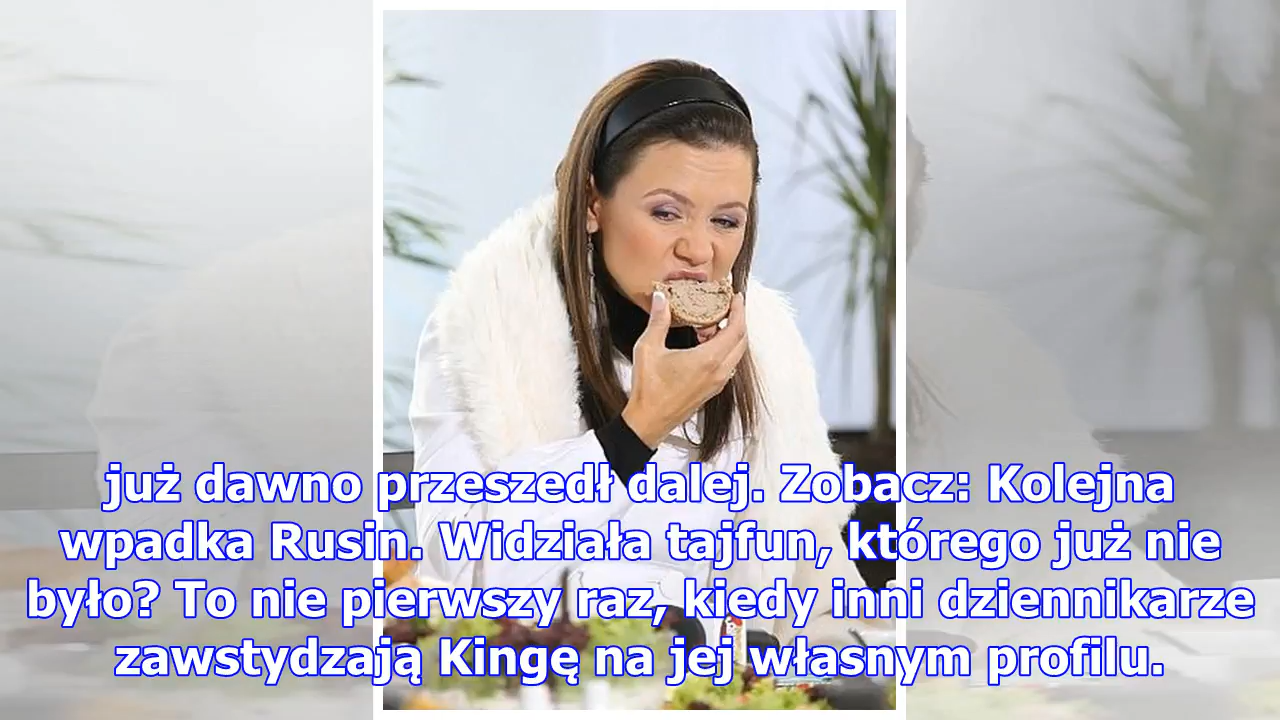 już dawno przeszedł dalej. Zobacz: Kolejna
wpadka Rusin. Widziała tajfun, którego już nie
było? To nie pierwszy raz, kiedy inni dziennikarze
zawstydzają Kingę na jej własnym profilu.